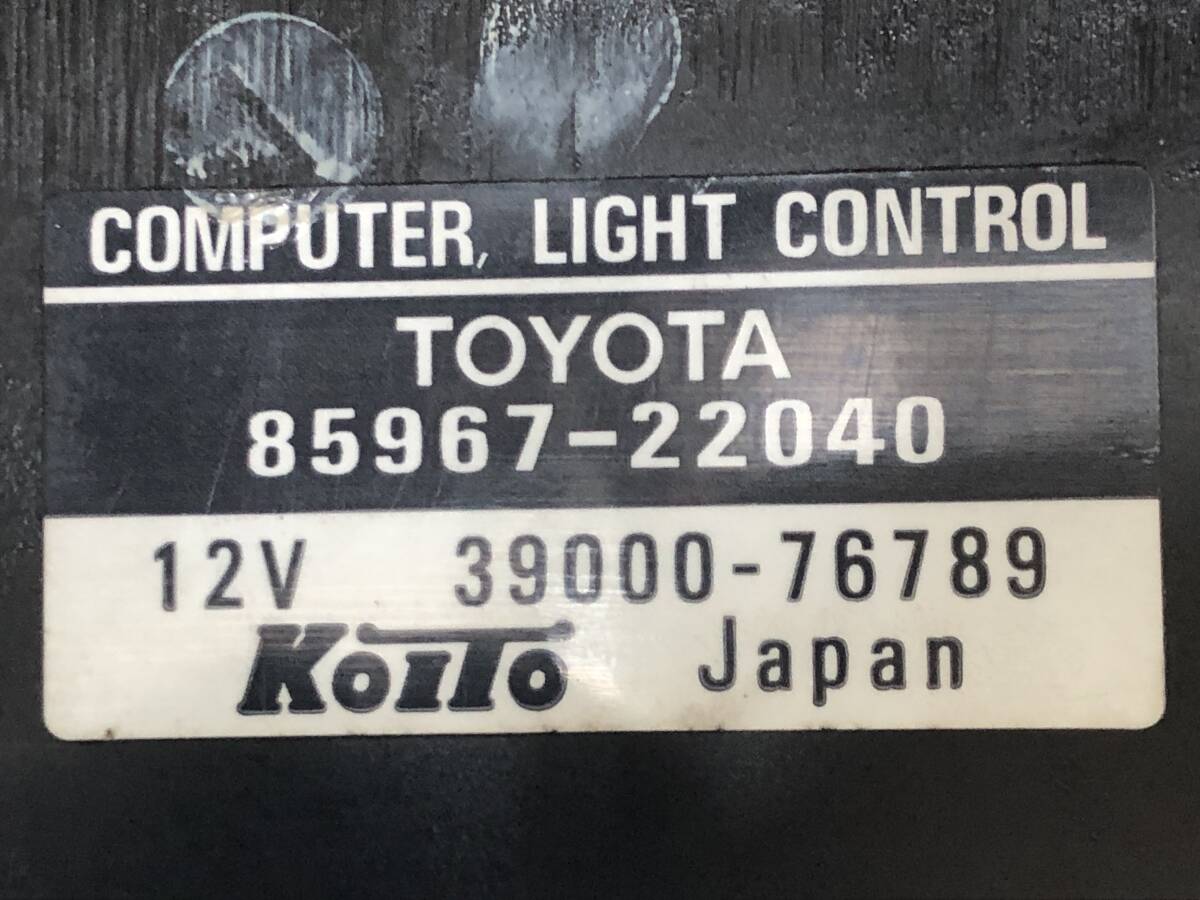 COMPUTER, LIGHT CONTROL
TOYOTA
85967-22040
12V 39000-76789
KOITO Japan